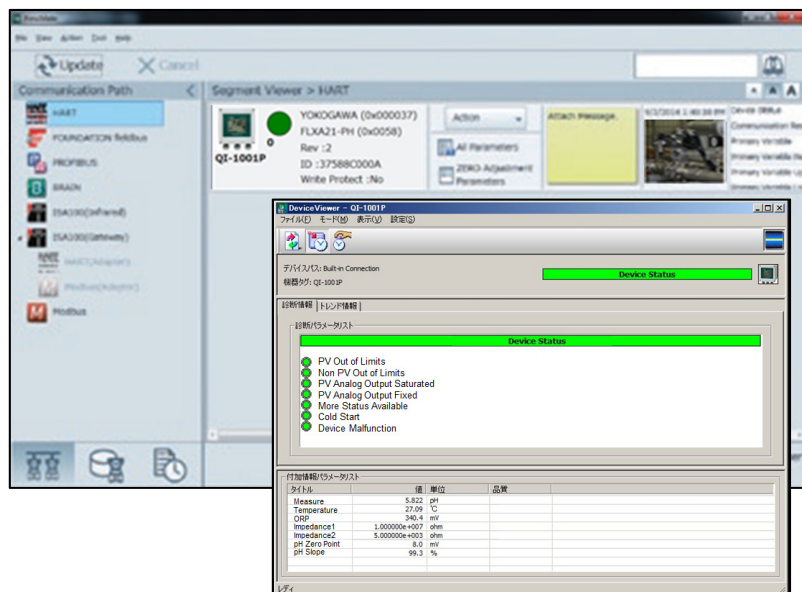 File View Action Tool Help
Update
Cancel
Communication Path
Segment Viewer > HART
HART
FOUNDATION fieldbus
PROFIBUS
BRAIN
ISA100(Infrared)
ISA100(Gateway)
HART(Adapter)
Modbus(Adapter)
Modbus
QI-1001P
0
YOKOGAWA (0x000037)
FLXA21-PH (0x0058)
Rev :2
ID :37588C000A
Write Protect :No
Action
All Parameters
ZERO Adjustment
Parameters
Attach Message.
Device Status
Primary Variable
A A A
DeviceViewer - QI-1001P
ファイル(F) モード(M) 表示(V) 設定(S)
デバイスパス: Built-in Connection
機器タグ: QI-1001P
Device Status
診断情報 トレンド情報
診断パラメータリスト
Device Status
PV Out of Limits
Non PV Out of Limits
PV Analog Output Saturated
PV Analog Output Fixed
More Status Available
Cold Start
Device Malfunction
付加情報パラメータリスト
タイトル 値 単位 品質
Measure 5.822 pH
Temperature 27.09 ℃
ORP 340.4 mV
Impedance1 1.000000e+007 ohm
Impedance2 5.000000e+003 ohm
pH Zero Point 8.0 mV
pH Slope 99.3 %
レディ